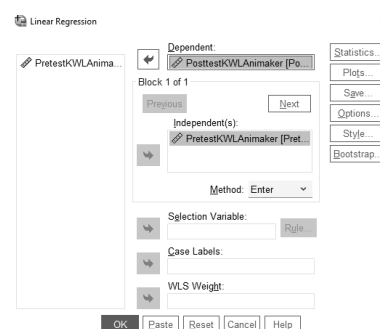 Linear Regression
PretestKWLAnima...
Dependent:
PosttestKWLAnimaker [Po...
Block 1 of 1
Previous Next
Independent(s):
PretestKWLAnimaker [Pret...
Method: Enter
Selection Variable:
Rule...
Case Labels:
WLS Weight:
Statistics...
Plots...
Save...
Options...
Style...
Bootstrap...
OK Paste Reset Cancel Help